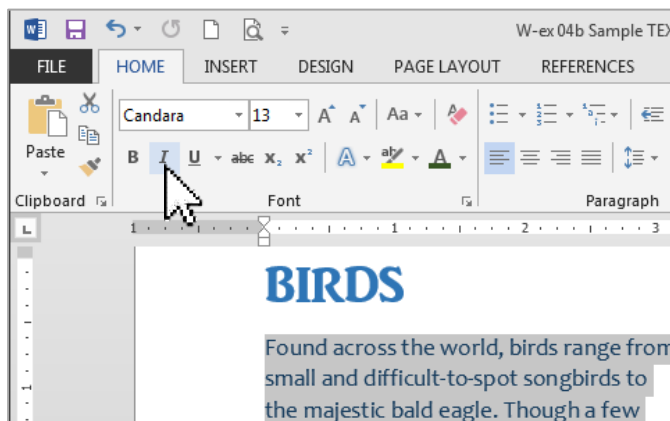 W-ex 04b Sample TEX
FILE HOME INSERT DESIGN PAGE LAYOUT REFERENCES
Candara 13 A A Aa
Paste B I U abc x₂ x² A aby A
Clipboard Font Paragraph
L 1 1 2 3
BIRDS
Found across the world, birds range from
small and difficult-to-spot songbirds to
the majestic bald eagle. Though a few